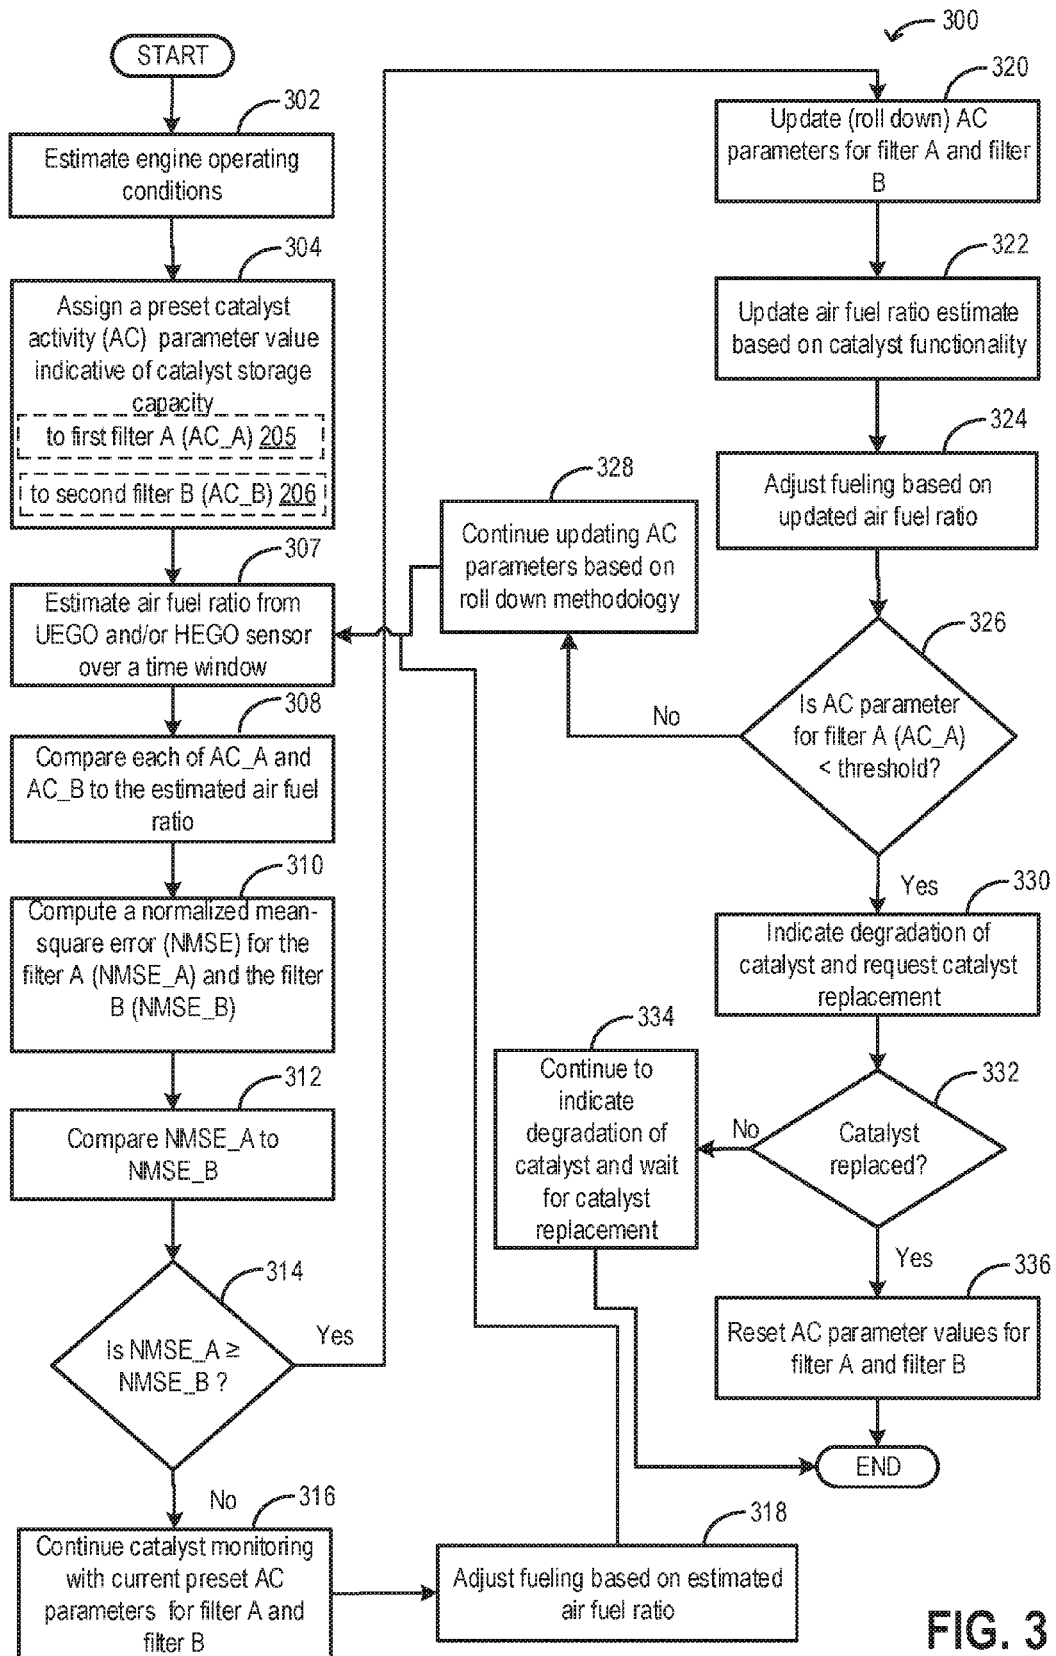 START
302
Estimate engine operating
conditions
304
Assign a preset catalyst
activity (AC) parameter value
indicative of catalyst storage
capacity
to first filter A (AC_A) 205
to second filter B (AC_B) 206
307
Estimate air fuel ratio from
UEGO and/or HEGO sensor
over a time window
308
Compare each of AC_A and
AC_B to the estimated air fuel
ratio
310
Compute a normalized mean-
square error (NMSE) for the
filter A (NMSE_A) and the filter
B (NMSE_B)
312
Compare NMSE_A to
NMSE_B
314
Is NMSE_A ≥
NMSE_B ?
Yes
No
316
Continue catalyst monitoring
with current preset AC
parameters for filter A and
filter B
318
Adjust fueling based on estimated
air fuel ratio
300
320
Update (roll down) AC
parameters for filter A and filter
B
322
Update air fuel ratio estimate
based on catalyst functionality
324
Adjust fueling based on
updated air fuel ratio
326
Is AC parameter
for filter A (AC_A)
< threshold?
No
328
Continue updating AC
parameters based on
roll down methodology
Yes
330
Indicate degradation of
catalyst and request catalyst
replacement
332
Catalyst
replaced?
No
334
Continue to
indicate
degradation of
catalyst and wait
for catalyst
replacement
Yes
336
Reset AC parameter values for
filter A and filter B
END
FIG. 3